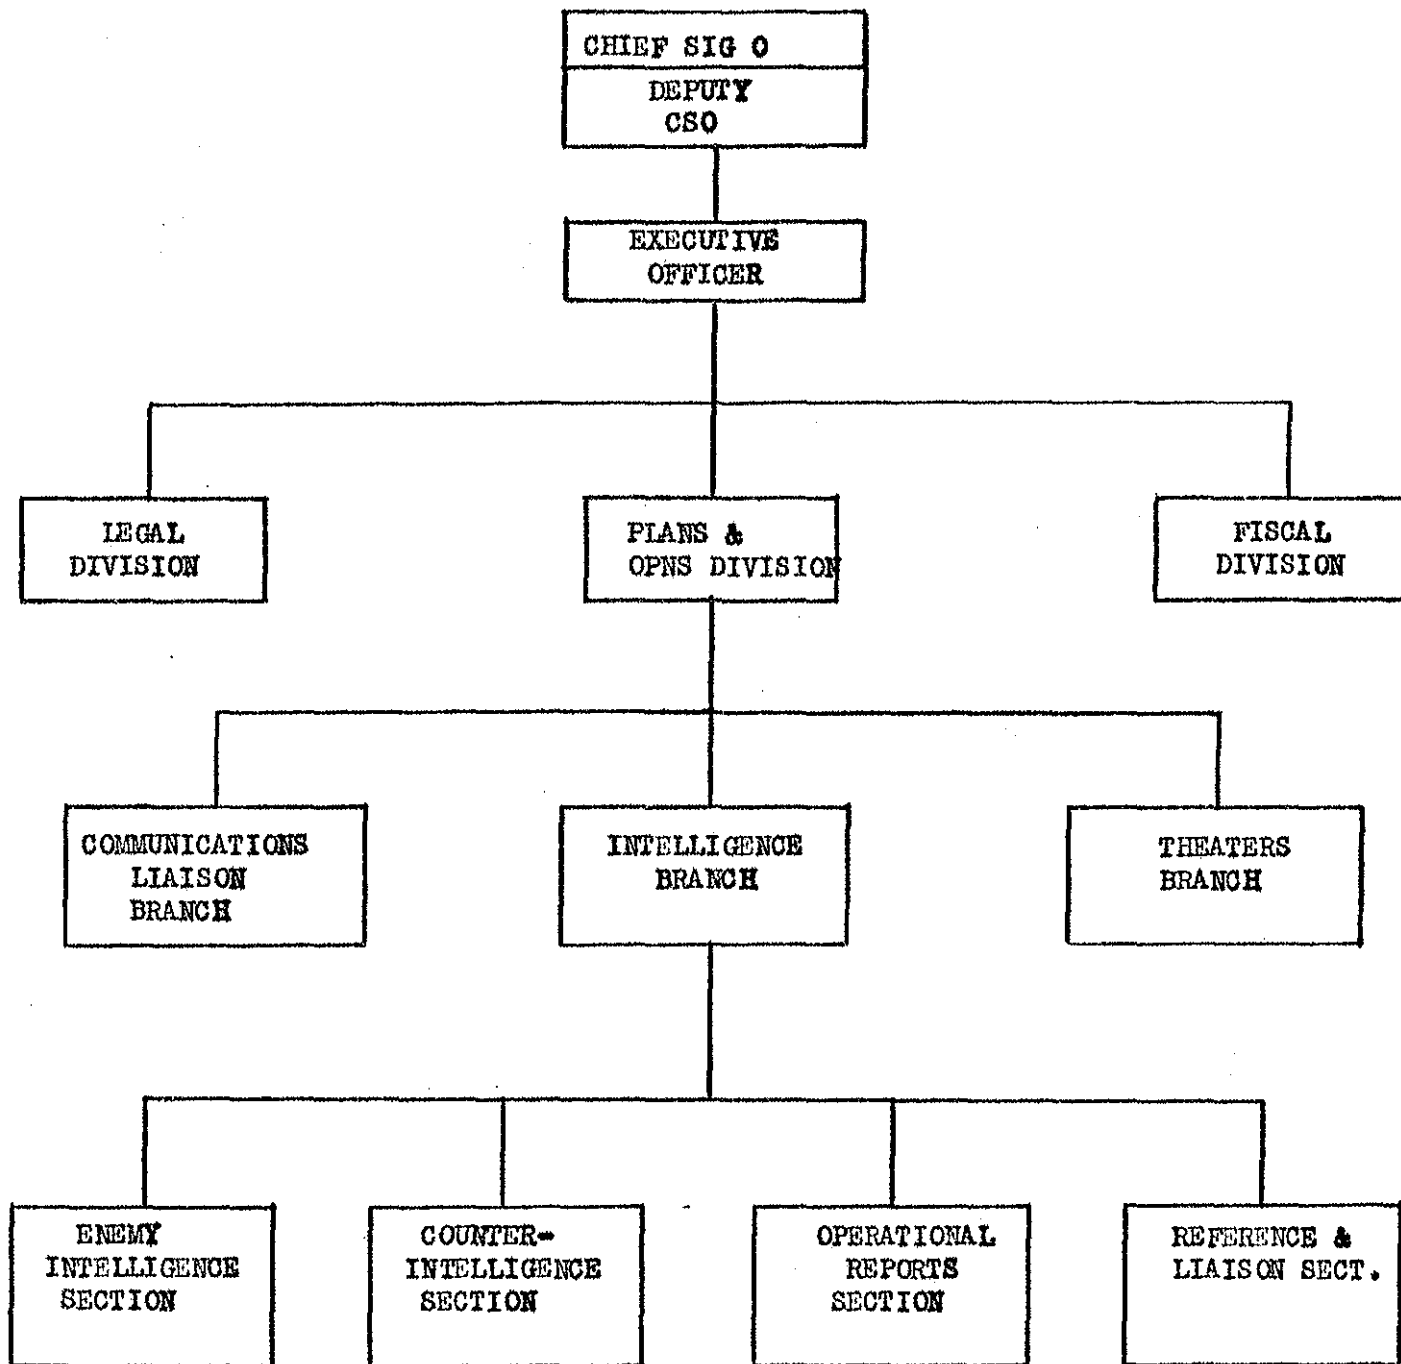 CHIEF SIG O
DEPUTY
CSO
EXECUTIVE
OFFICER
LEGAL
DIVISION
PLANS &
OPNS DIVISION
FISCAL
DIVISION
COMMUNICATIONS
LIAISON
BRANCH
INTELLIGENCE
BRANCH
THEATERS
BRANCH
ENEMY
INTELLIGENCE
SECTION
COUNTER-
INTELLIGENCE
SECTION
OPERATIONAL
REPORTS
SECTION
REFERENCE &
LIAISON SECT.